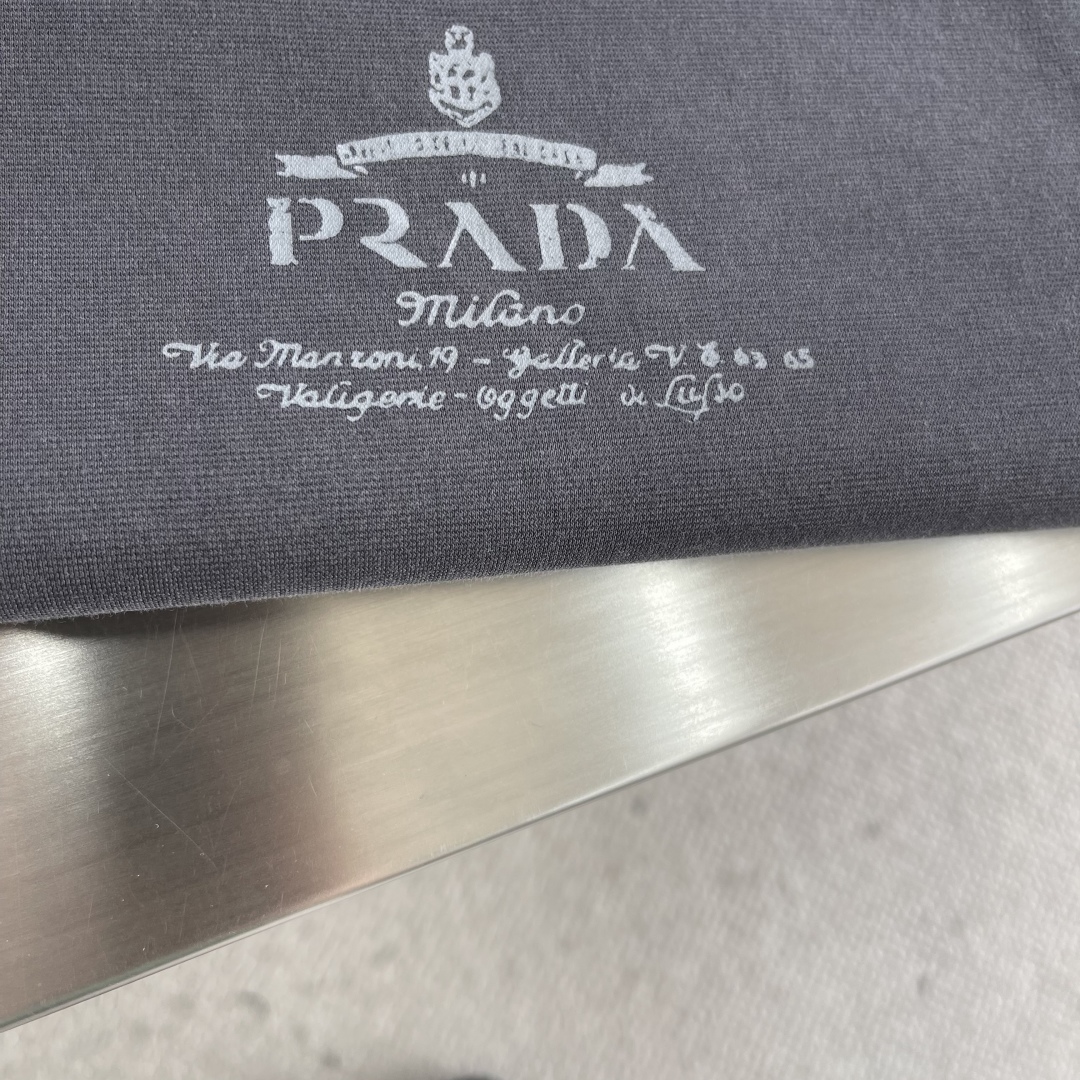 PRADA
Milano
Via Manzoni, 19 - Galleria V E 63 65
Valigerie - Oggetti di Lusso